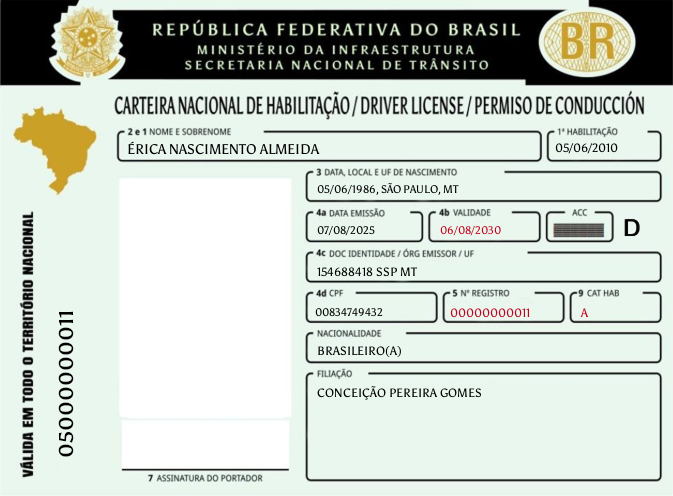 REPÚBLICA FEDERATIVA DO BRASIL
MINISTÉRIO DA INFRAESTRUTURA
SECRETARIA NACIONAL DE TRÂNSITO
BR
CARTEIRA NACIONAL DE HABILITAÇÃO / DRIVER LICENSE / PERMISO DE CONDUCCIÓN
2 e 1 NOME E SOBRENOME
ÉRICA NASCIMENTO ALMEIDA
1ª HABILITAÇÃO
05/06/2010
3 DATA, LOCAL E UF DE NASCIMENTO
05/06/1986, SÃO PAULO, MT
4a DATA EMISSÃO
07/08/2025
4b VALIDADE
06/08/2030
ACC
D
4c DOC IDENTIDADE / ÓRG EMISSOR / UF
154688418 SSP MT
4d CPF
00834749432
5 Nº REGISTRO
00000000011
9 CAT HAB
A
NACIONALIDADE
BRASILEIRO(A)
FILIAÇÃO
CONCEIÇÃO PEREIRA GOMES
7 ASSINATURA DO PORTADOR
VÁLIDA EM TODO O TERRITÓRIO NACIONAL
05000000011